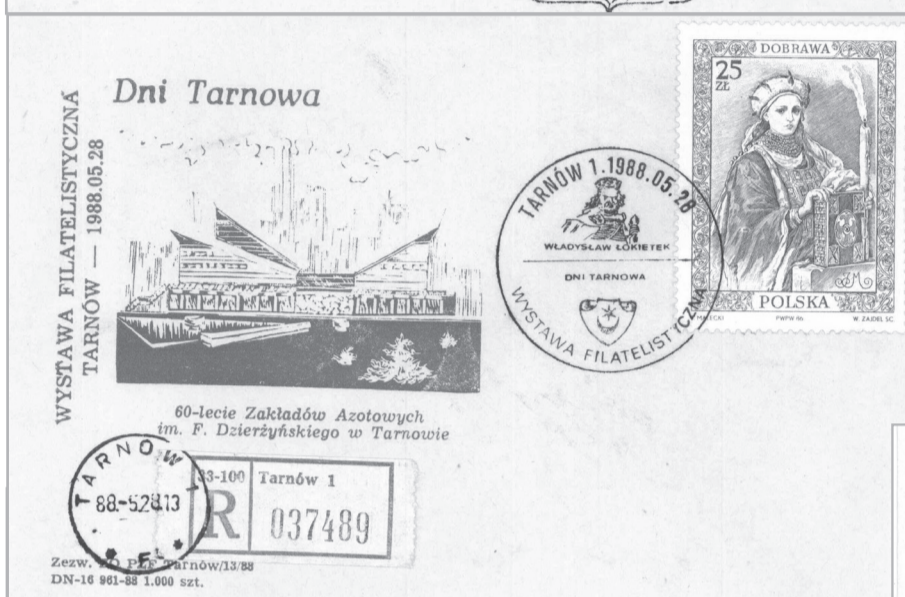 Dni Tarnowa
WYSTAWA FILATELISTYCZNA
TARNÓW — 1988.05.28
60-lecie Zakładów Azotowych
im. F. Dzierżyńskiego w Tarnowie
TARNÓW 1
88.-5.28.13
33-100 Tarnów 1
R 037489
Tarnów/13/88
DN-16 961-88 1.000 szt.
TARNÓW 1.1988.05.28
WŁADYSŁAW ŁOKIETEK
DNI TARNOWA
WYSTAWA FILATELISTYCZNA
DOBRAWA
25
ZŁ
POLSKA
PWPW 86.
W. ZAJDEL SC.